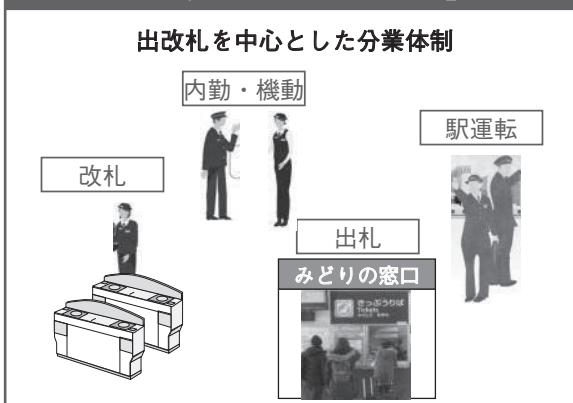 出改札を中心とした分業体制
内勤・機動
駅運転
改札
出札
みどりの窓口
きっぷうりば
Tickets